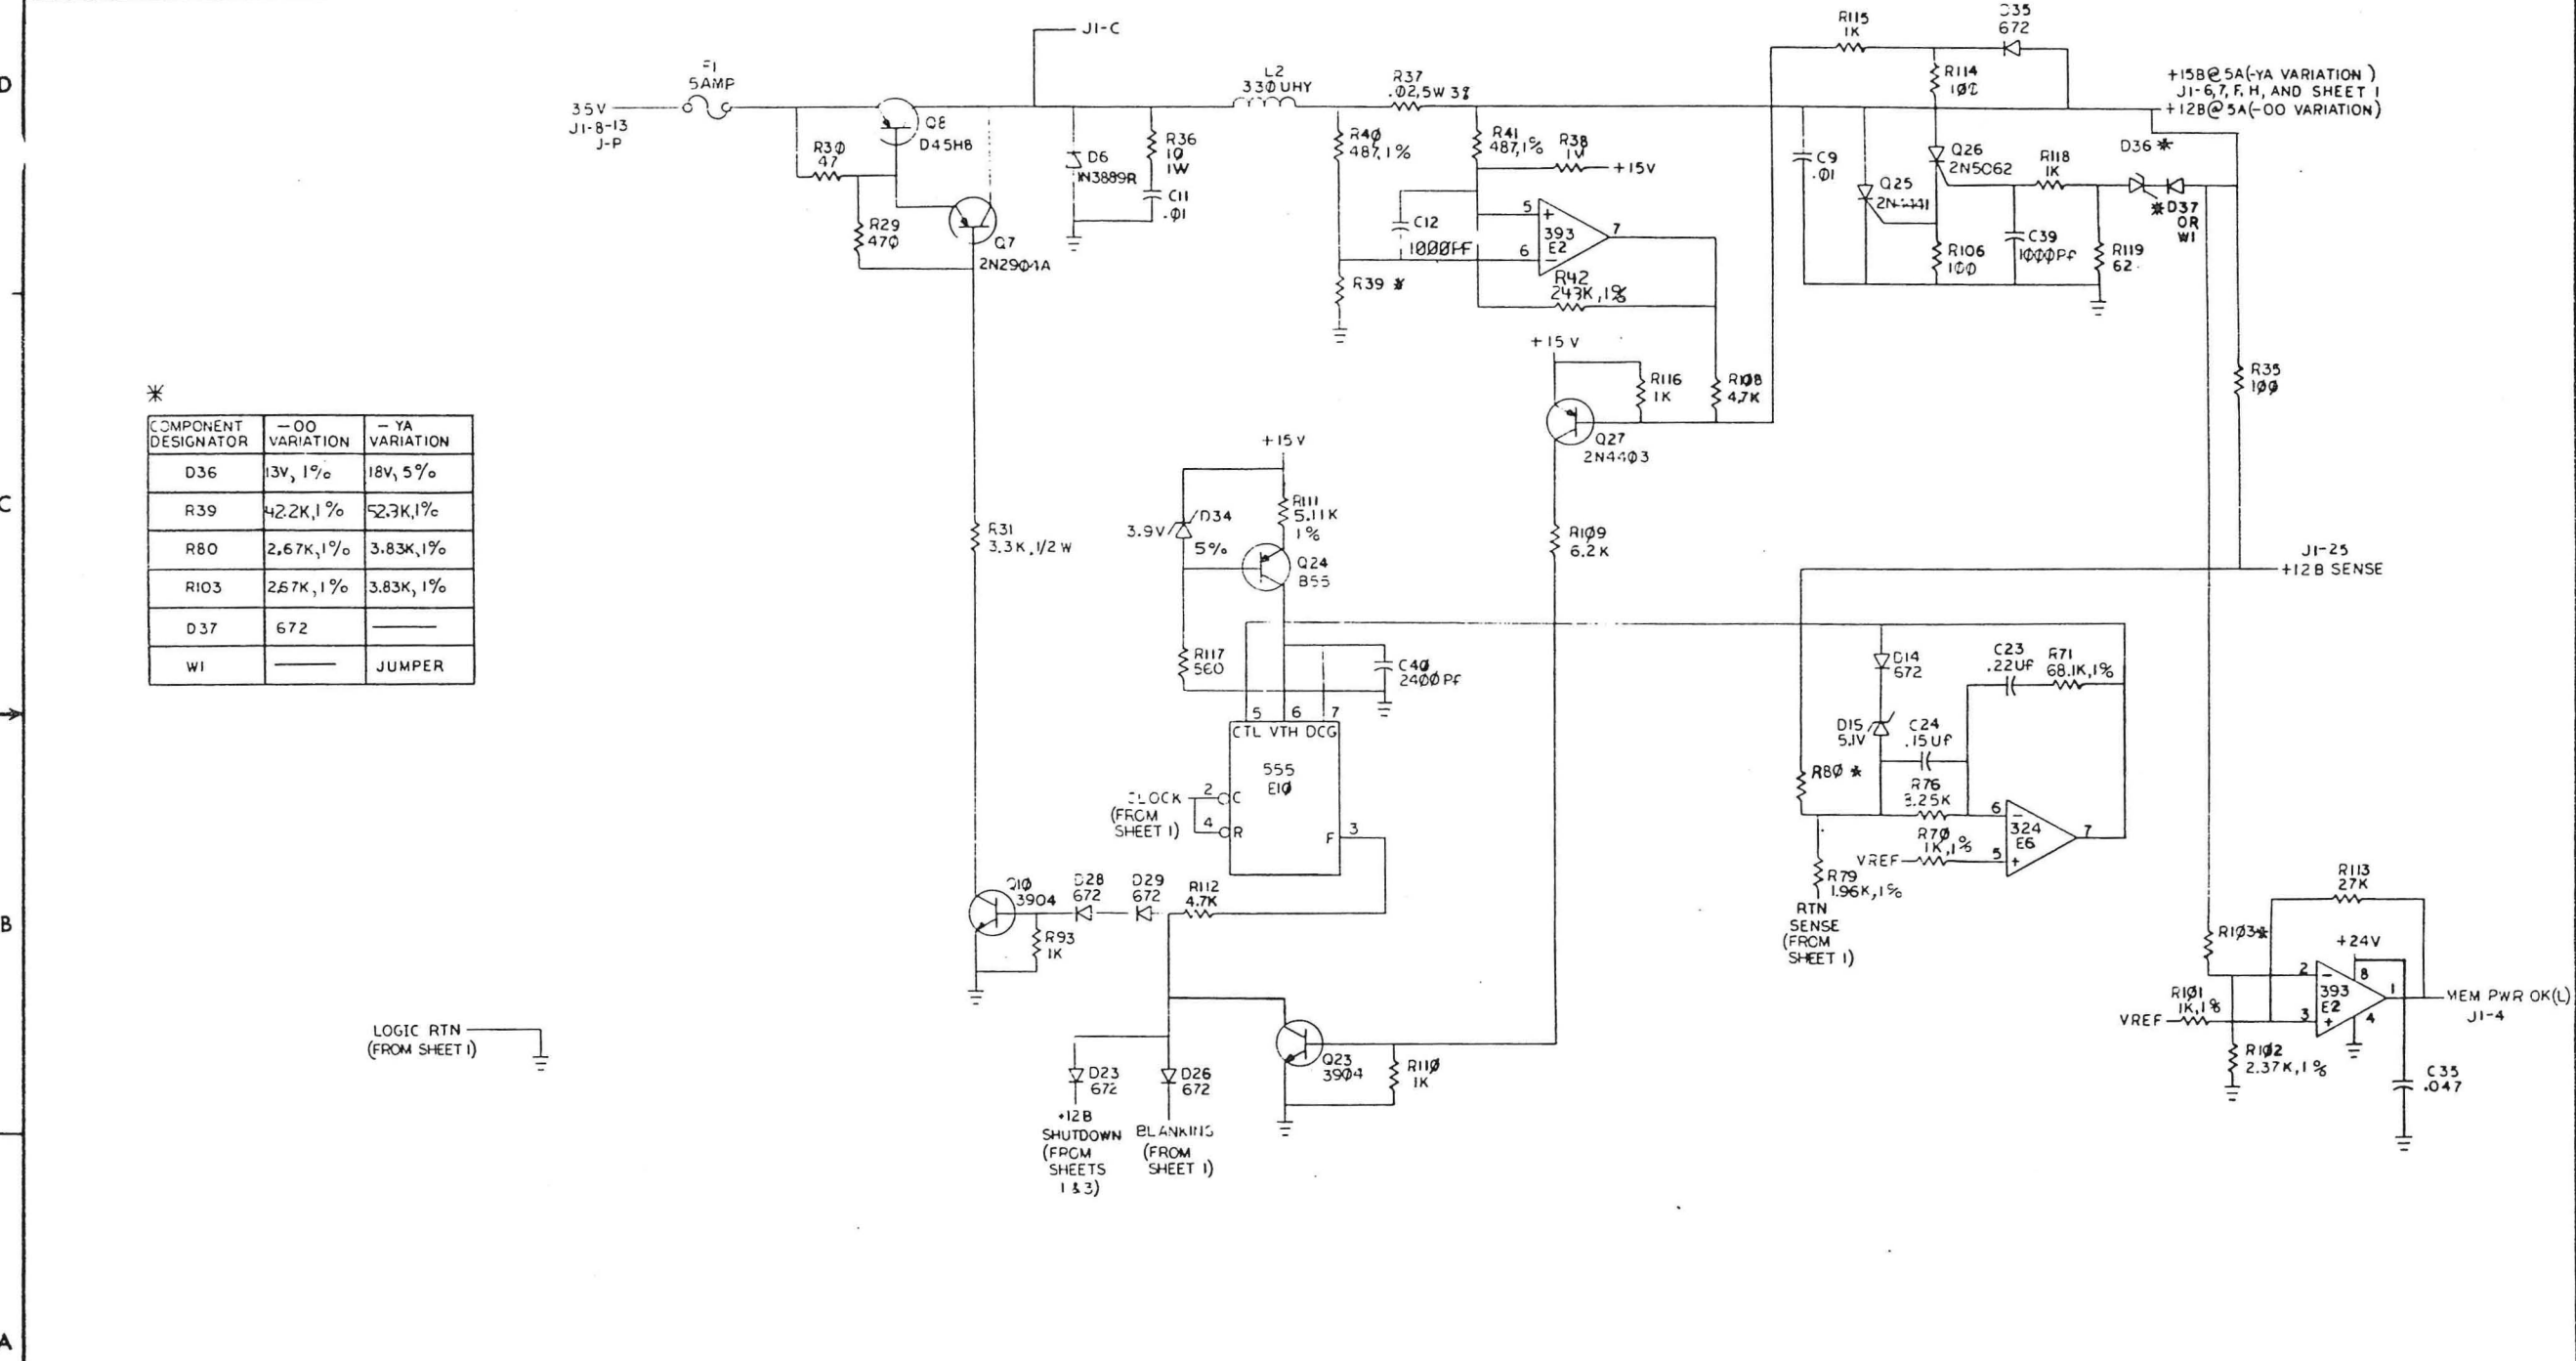 D
C
B
A
35V
J1-8-13
J-P
5AMP
J1-C
Q8
D45H8
R30
47
R29
470
Q7
2N2904A
D6
1N3889R
R36
10
1W
C11
.01
L2
330UHY
R37
.02,5W 3%
R40
487,1%
R41
487,1%
R38
+15V
C12
1000PF
5
+
393
E2
6
-
7
R39 *
R42
243K,1%
R115
1K
D35
672
R114
+15B@5A(-YA VARIATION)
J1-6,7,F,H, AND SHEET 1
+12B@5A(-00 VARIATION)
C9
.01
Q25
Q26
2N5062
R118
1K
D36 *
*D37
OR
W1
R106
100
C39
1000Pf
R119
62
R35
100
+15V
R116
1K
R108
4.7K
Q27
2N4403
R109
6.2K
*
COMPONENT DESIGNATOR
-00 VARIATION
-YA VARIATION
D36 13V, 1% 18V, 5%
R39 42.2K,1% 52.3K,1%
R80 2.67K,1% 3.83K,1%
R103 2.67K,1% 3.83K,1%
D37 672 ——
W1 —— JUMPER
+15V
D34
3.9V
5%
R111
5.11K
1%
Q24
R117
560
C40
2400Pf
R31
3.3K,1/2W
5 6 7
CTL VTH DCG
555
E10
CLOCK
(FROM
SHEET 1)
2 C
4 R
F 3
J1-25
+12B SENSE
D14
672
D15
5.1V
C23
.22Uf
R71
68.1K,1%
C24
.15Uf
R76
R80 *
R70
1K,1%
VREF
6
-
324
E6
5
+
7
R79
1.96K,1%
RTN
SENSE
(FROM
SHEET 1)
Q10
3904
D28
672
D29
672
R112
4.7K
R93
1K
R103*
R113
27K
+24V
2
-
8
393
E2
3
+
4
1
MEM PWR OK(L)
J1-4
VREF
R101
1K,1%
R102
2.37K,1%
C35
.047
LOGIC RTN
(FROM SHEET 1)
D23
672
D26
672
Q23
3904
R110
1K
+12B
SHUTDOWN
(FROM
SHEETS
1 & 3)
BLANKING
(FROM
SHEET 1)